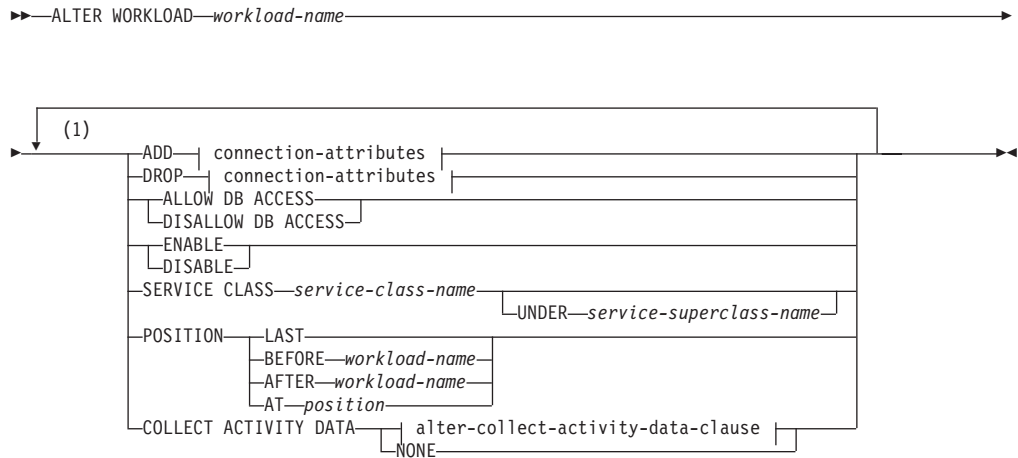 ALTER WORKLOAD workload-name
(1)
ADD connection-attributes
DROP connection-attributes
ALLOW DB ACCESS
DISALLOW DB ACCESS
ENABLE
DISABLE
SERVICE CLASS service-class-name
UNDER service-superclass-name
POSITION LAST
BEFORE workload-name
AFTER workload-name
AT position
COLLECT ACTIVITY DATA alter-collect-activity-data-clause
NONE